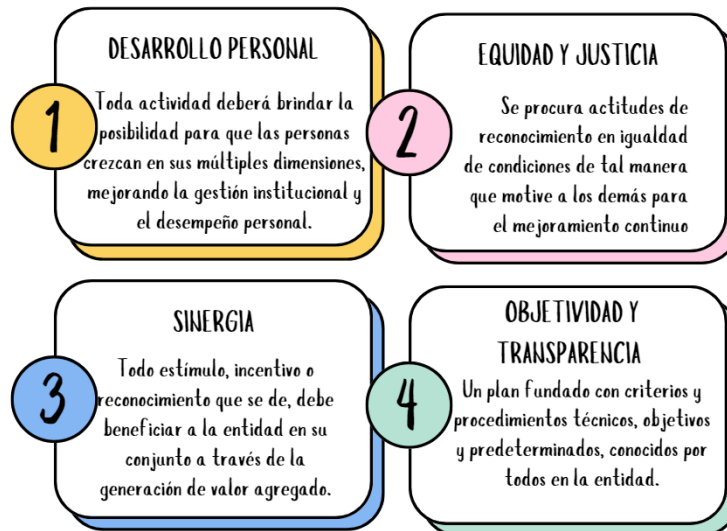 DESARROLLO PERSONAL
1
Toda actividad deberá brindar la
posibilidad para que las personas
crezcan en sus múltiples dimensiones,
mejorando la gestión institucional y
el desempeño personal.
EQUIDAD Y JUSTICIA
2
Se procura actitudes de
reconocimiento en igualdad
de condiciones de tal manera
que motive a los demás para
el mejoramiento continuo
SINERGIA
3
Todo estímulo, incentivo o
reconocimiento que se de, debe
beneficiar a la entidad en su
conjunto a través de la
generación de valor agregado.
OBJETIVIDAD Y
TRANSPARENCIA
4
Un plan fundado con criterios y
procedimientos técnicos, objetivos
y predeterminados, conocidos por
todos en la entidad.